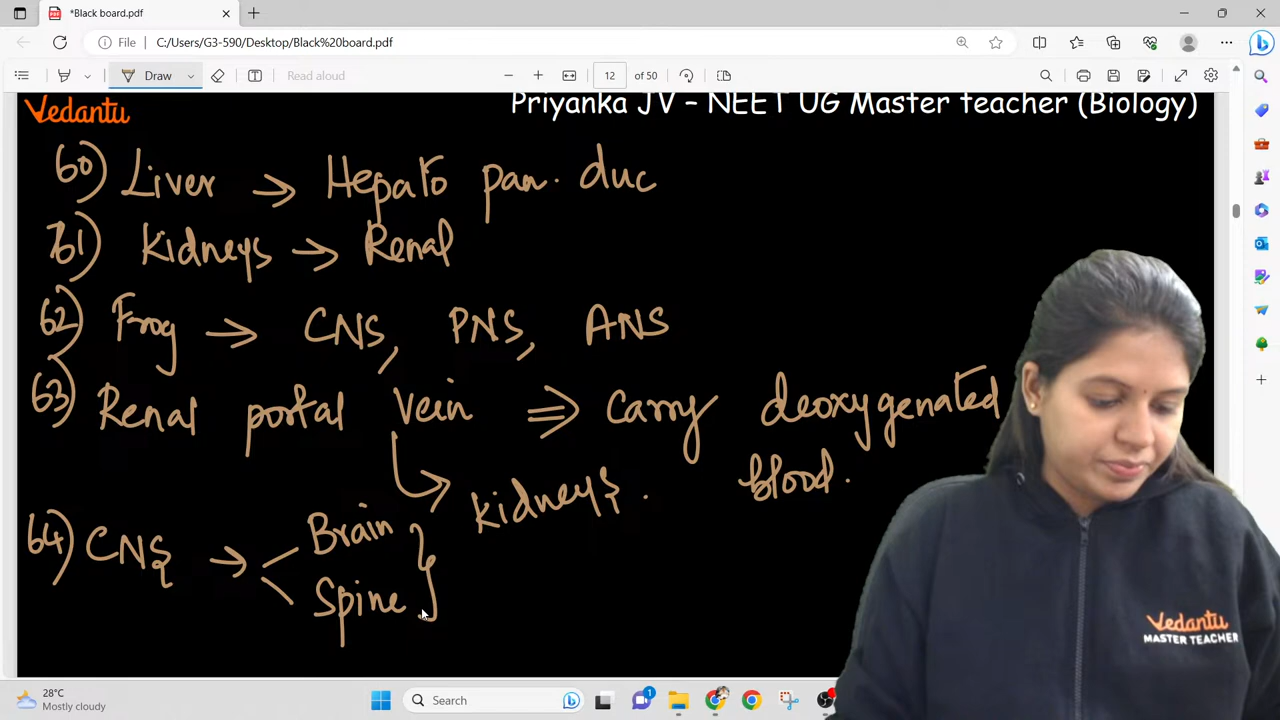 *Black board.pdf
File C:/Users/G3-590/Desktop/Black%20board.pdf
Draw Read aloud 12 of 50
Vedantu Priyanka JV – NEET UG Master teacher (Biology)
60) Liver → Hepato pan. duc
61) Kidneys → Renal
62) Frog → CNS, PNS, ANS
63) Renal portal vein ⇒ carry deoxygenated
blood.
→ kidneys.
64) CNS → Brain
Spine
Vedantu
MASTER TEACHER
28°C
Mostly cloudy
Search
1